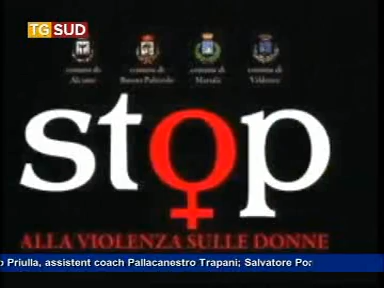 TG SUD
comune di
Alcamo
comune di
Buseto Palizzolo
comune di
Marsala
comune di
Valderice
stop
ALLA VIOLENZA SULLE DONNE
o Priulla, assistent coach Pallacanestro Trapani; Salvatore Por